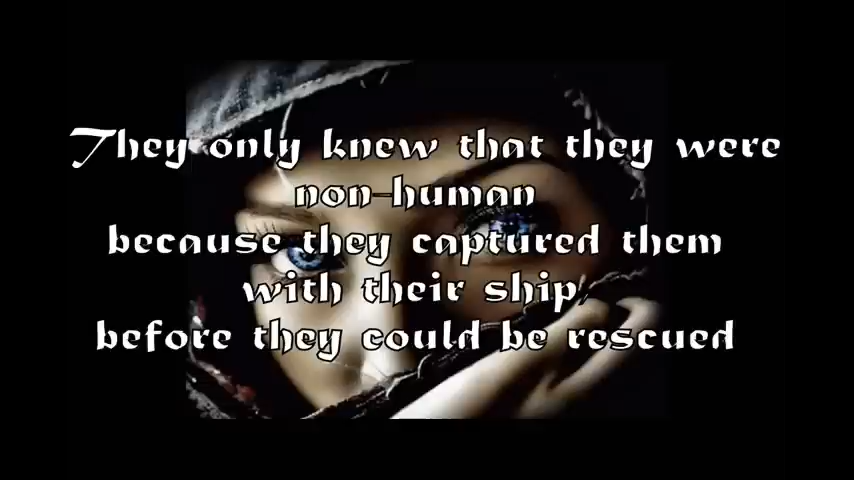 They only knew that they were
non-human
because they captured them
with their ship
before they could be rescued